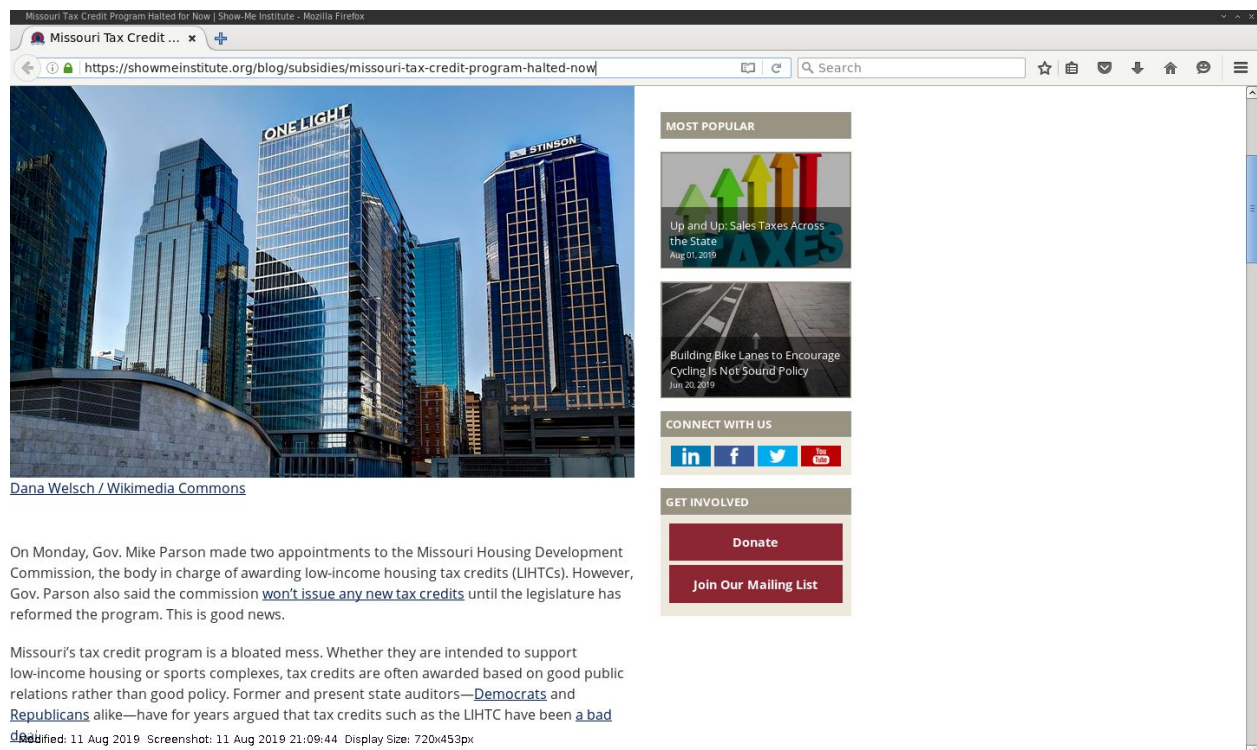 Missouri Tax Credit Program Halted for Now | Show-Me Institute - Mozilla Firefox
Missouri Tax Credit ...
https://showmeinstitute.org/blog/subsidies/missouri-tax-credit-program-halted-now
Search
ONE LIGHT
STINSON
Dana Welsch / Wikimedia Commons
On Monday, Gov. Mike Parson made two appointments to the Missouri Housing Development
Commission, the body in charge of awarding low-income housing tax credits (LIHTCs). However,
Gov. Parson also said the commission won't issue any new tax credits until the legislature has
reformed the program. This is good news.
Missouri's tax credit program is a bloated mess. Whether they are intended to support
low-income housing or sports complexes, tax credits are often awarded based on good public
relations rather than good policy. Former and present state auditors—Democrats and
Republicans alike—have for years argued that tax credits such as the LIHTC have been a bad
MOST POPULAR
TAXES
Up and Up: Sales Taxes Across
the State
Aug 01, 2019
Building Bike Lanes to Encourage
Cycling Is Not Sound Policy
Jun 20, 2019
CONNECT WITH US
in f You
Tube
GET INVOLVED
Donate
Join Our Mailing List
Modified: 11 Aug 2019 Screenshot: 11 Aug 2019 21:09:44 Display Size: 720x453px